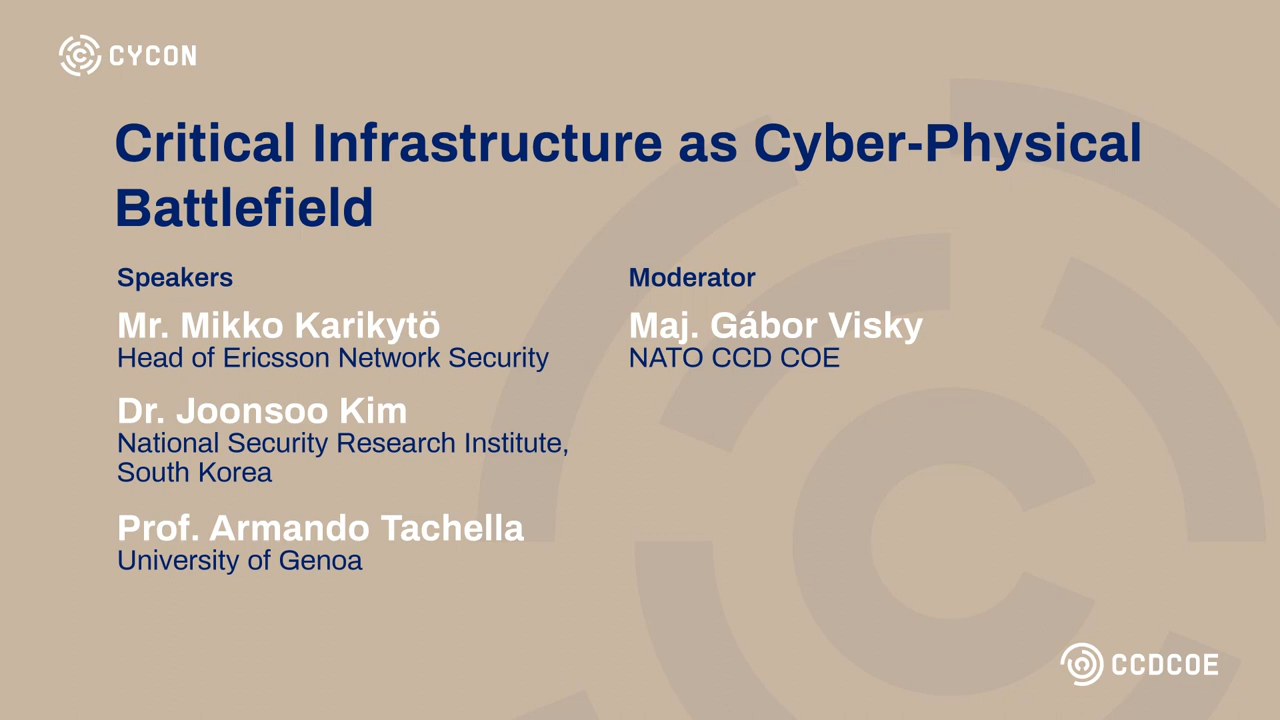 CYCON
Critical Infrastructure as Cyber-Physical
Battlefield
Speakers
Mr. Mikko Karikytö
Head of Ericsson Network Security
Dr. Joonsoo Kim
National Security Research Institute,
South Korea
Prof. Armando Tachella
University of Genoa
Moderator
Maj. Gábor Visky
NATO CCD COE
CCDCOE